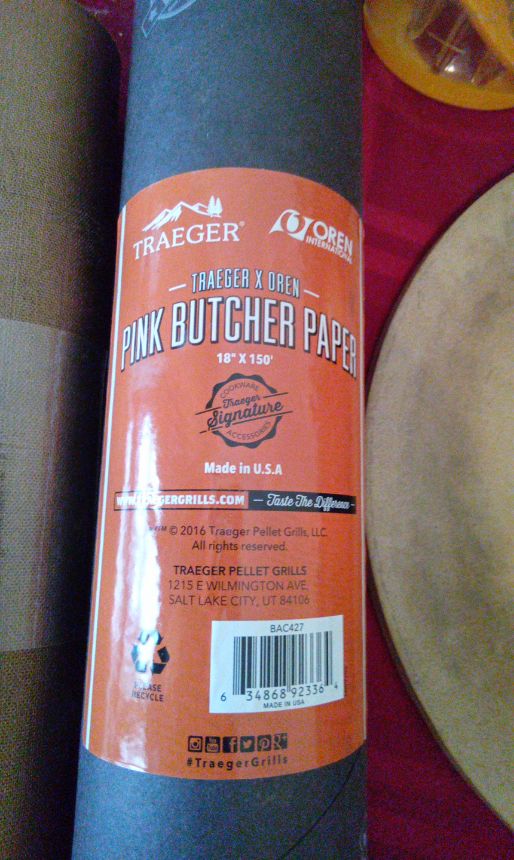 TRAEGER®
OREN
INTERNATIONAL
TRAEGER X OREN
PINK BUTCHER PAPER
18" X 150'
COOKWARE
Traeger
Signature
ACCESSORIES
Made in U.S.A
WWW.TRAEGERGRILLS.COM — Taste The Difference —
© 2016 Traeger Pellet Grills, LLC.
All rights reserved.
TRAEGER PELLET GRILLS
1215 E WILMINGTON AVE,
SALT LAKE CITY, UT 84106
PLEASE
RECYCLE
BAC427
6 34868 92336 4
MADE IN USA
#TraegerGrills